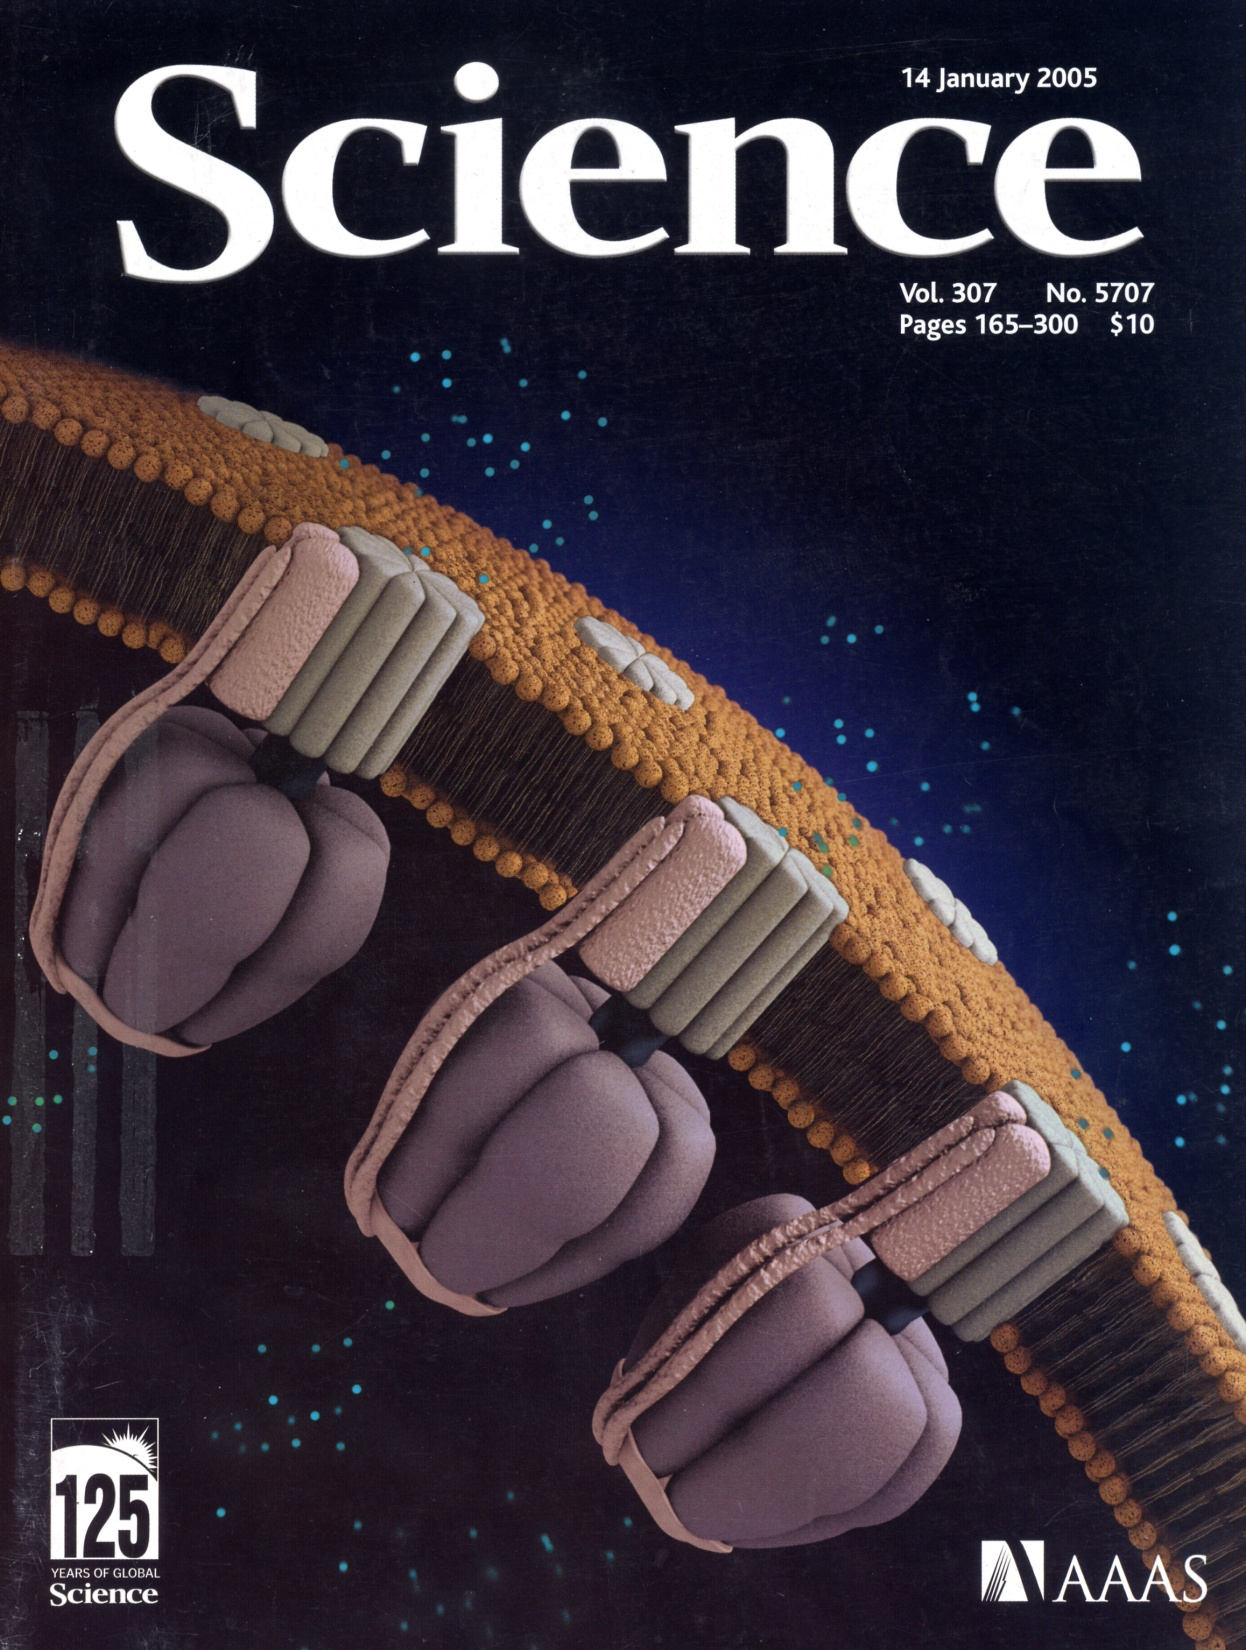 14 January 2005
Science
Vol. 307 No. 5707
Pages 165–300 $10
125
YEARS OF GLOBAL
Science
AAAS